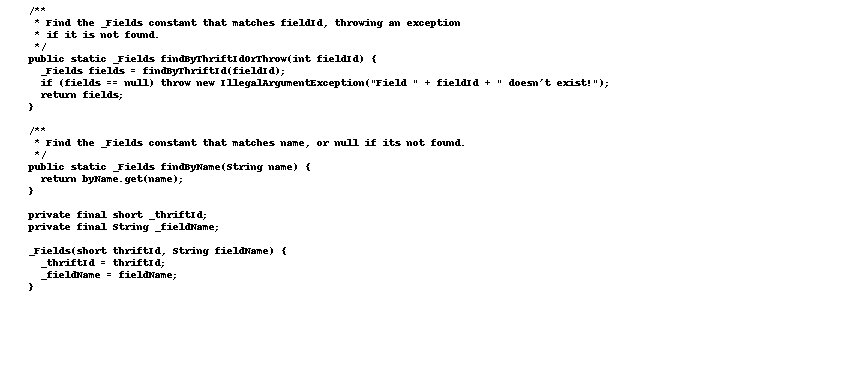 /**
 * Find the _Fields constant that matches fieldId, throwing an exception
 * if it is not found.
 */
public static _Fields findByThriftIdOrThrow(int fieldId) {
  _Fields fields = findByThriftId(fieldId);
  if (fields == null) throw new IllegalArgumentException("Field " + fieldId + " doesn't exist!");
  return fields;
}

/**
 * Find the _Fields constant that matches name, or null if its not found.
 */
public static _Fields findByName(String name) {
  return byName.get(name);
}

private final short _thriftId;
private final String _fieldName;

_Fields(short thriftId, String fieldName) {
  _thriftId = thriftId;
  _fieldName = fieldName;
}